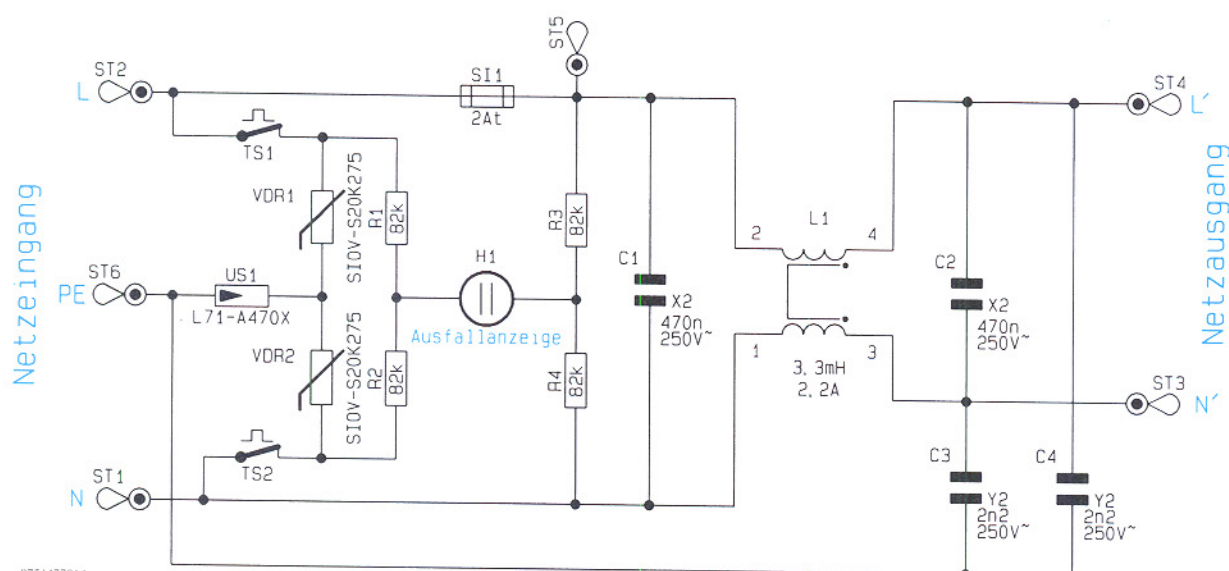 ST5
ST2
L
SI1
2At
ST4
L´
TS1
Netzeingang
Netzausgang
VDR1
SIOV-S20K275
R1
82k
R3
82k
L1
2
4
H1
C1
X2
470n
250V~
C2
X2
470n
250V~
ST6
PE
US1
L71-A470X
Ausfallanzeige
VDR2
SIOV-S20K275
R2
82k
R4
82k
1
3
3,3mH
2,2A
ST3
N´
TS2
ST1
N
C3
Y2
2n2
250V~
C4
Y2
2n2
250V~